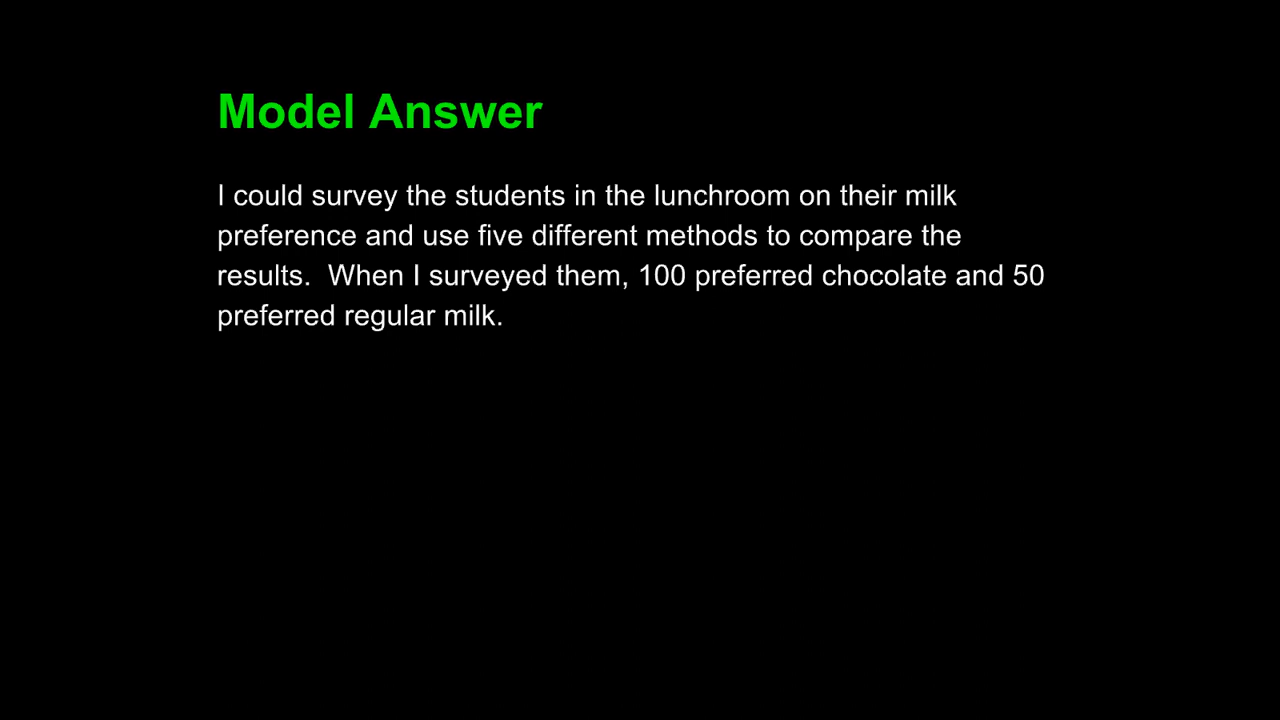 Model Answer
I could survey the students in the lunchroom on their milk
preference and use five different methods to compare the
results.  When I surveyed them, 100 preferred chocolate and 50
preferred regular milk.